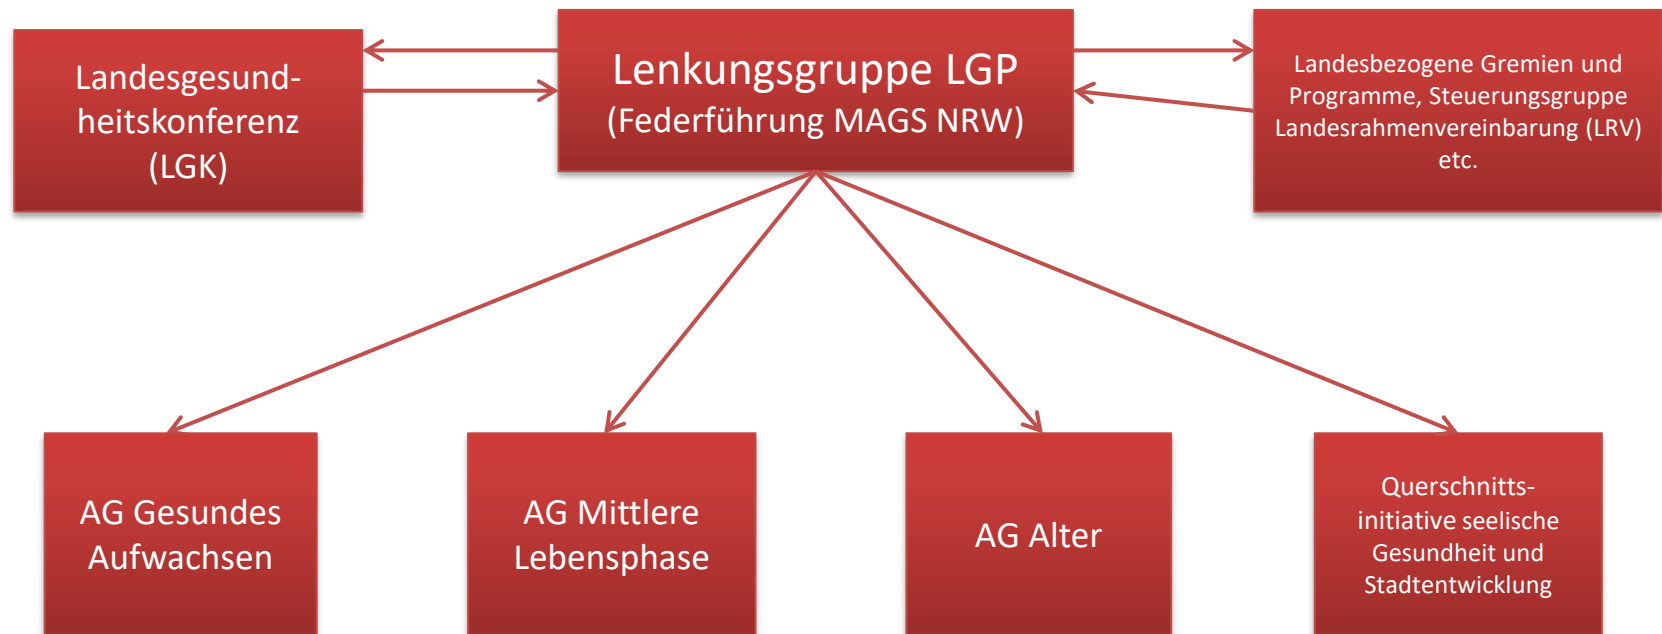 Landesgesund-
heitskonferenz
(LGK)
Lenkungsgruppe LGP
(Federführung MAGS NRW)
Landesbezogene Gremien und
Programme, Steuerungsgruppe
Landesrahmenvereinbarung (LRV)
etc.
AG Gesundes
Aufwachsen
AG Mittlere
Lebensphase
AG Alter
Querschnitts-
initiative seelische
Gesundheit und
Stadtentwicklung